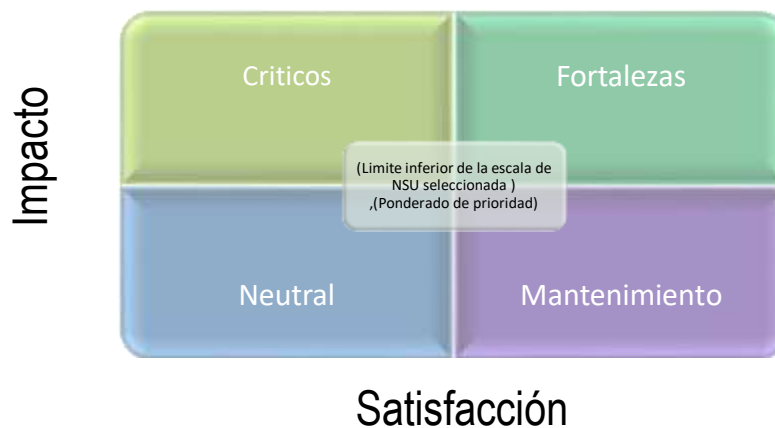 Impacto
Criticos
Fortalezas
(Limite inferior de la escala de
NSU seleccionada )
,(Ponderado de prioridad)
Neutral
Mantenimiento
Satisfacción